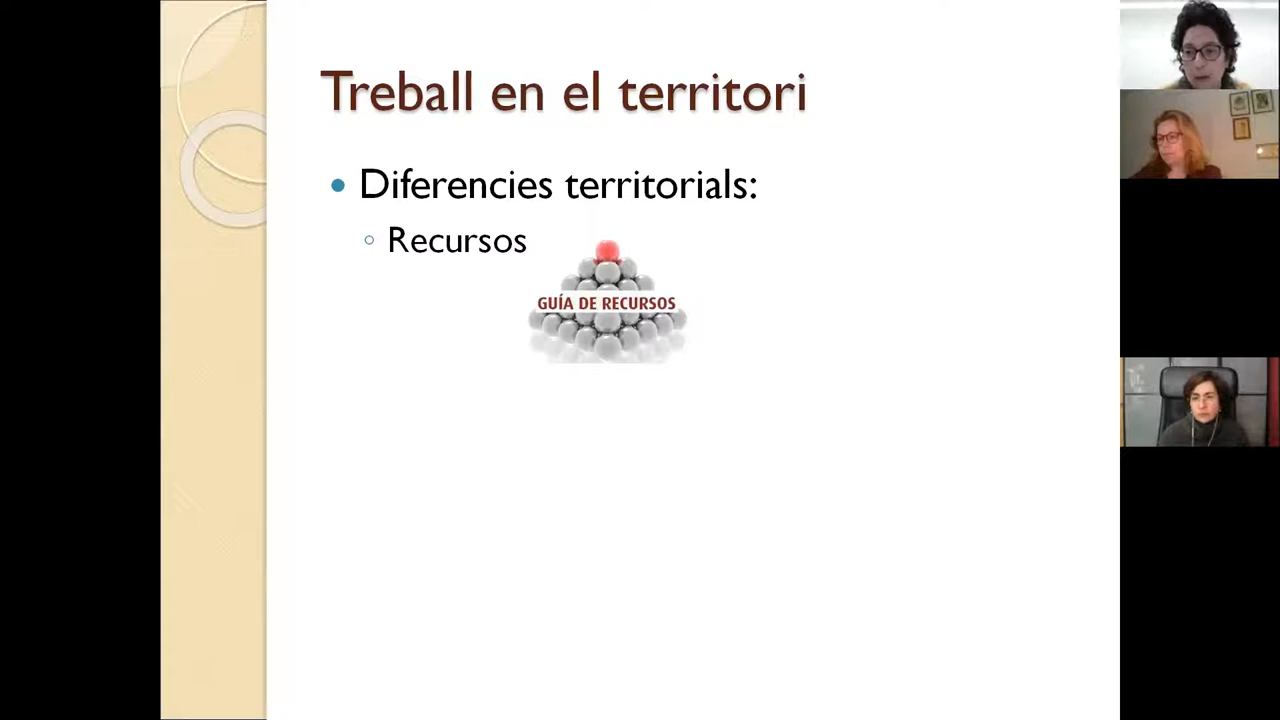 Treball en el territori
Diferencies territorials:
Recursos
GUÍA DE RECURSOS